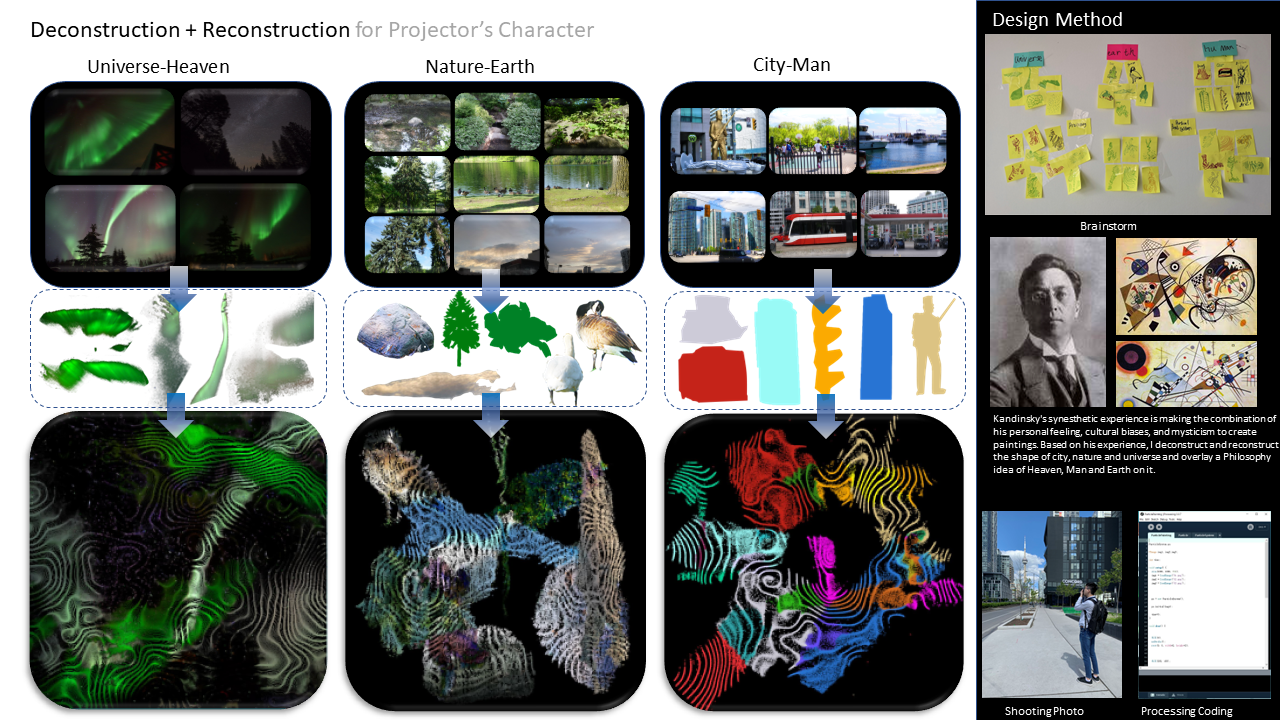 Deconstruction + Reconstruction for Projector's Character
Universe-Heaven
Nature-Earth
City-Man
Design Method
universe
earth
human
Brainstorm
Kandinsky's synesthetic experience is making the combination of
his personal feeling, cultural biases, and mysticism to create
paintings. Based on his experience, I deconstruct and reconstruct
the shape of city, nature and universe and overlay a Philosophy
idea of Heaven, Man and Earth on it.
Shooting Photo
Processing Coding